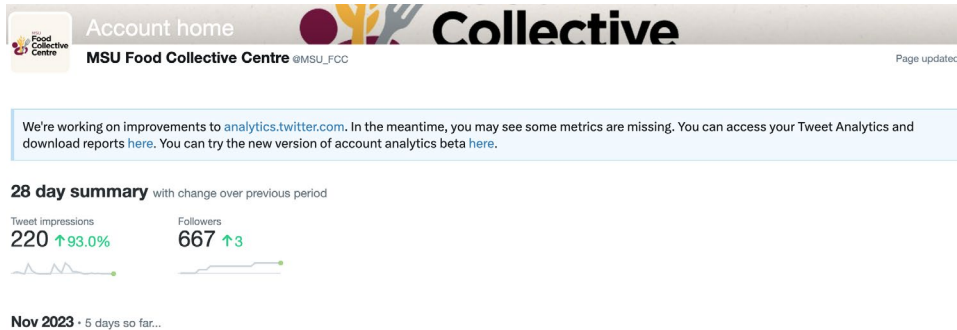 Collective
Account home
MSU
Food
Collective
Centre
MSU Food Collective Centre @MSU_FCC
Page updated
We're working on improvements to analytics.twitter.com. In the meantime, you may see some metrics are missing. You can access your Tweet Analytics and
download reports here. You can try the new version of account analytics beta here.
28 day summary with change over previous period
Tweet impressions Followers
220 ↑93.0% 667 ↑3
Nov 2023 • 5 days so far...